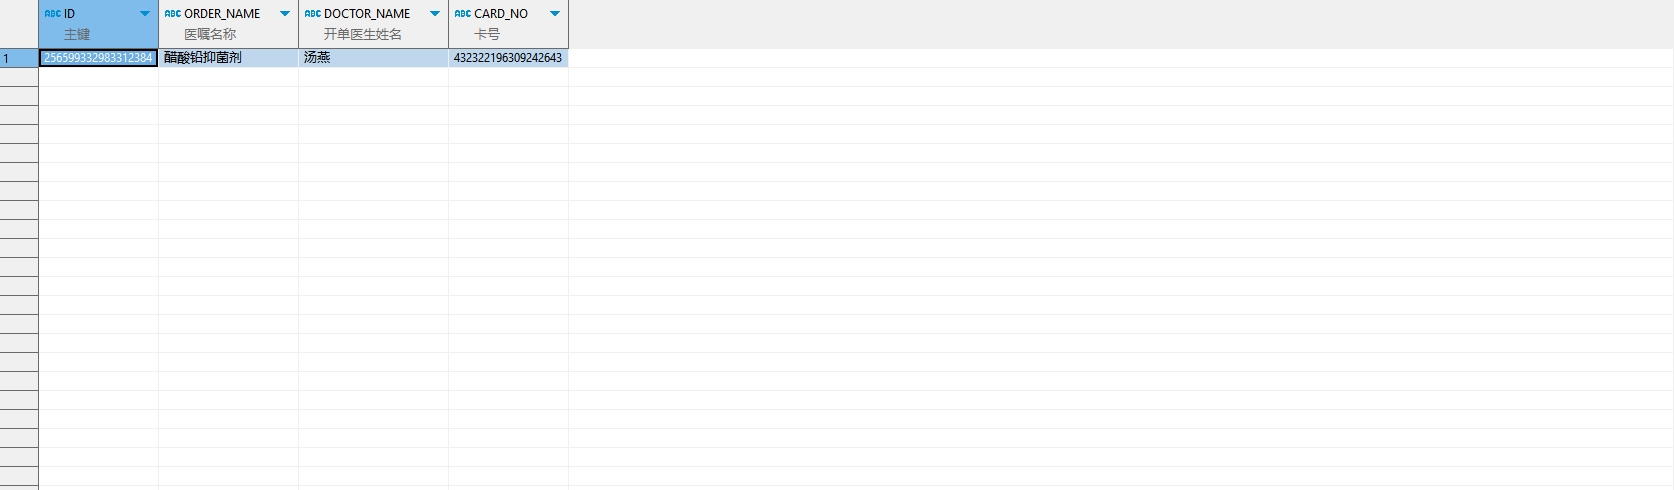 ABC ID ABC ORDER_NAME ABC DOCTOR_NAME ABC CARD_NO
主键 医嘱名称 开单医生姓名 卡号
1 256599332983312384 醋酸铅抑菌剂 汤燕 432322196309242643